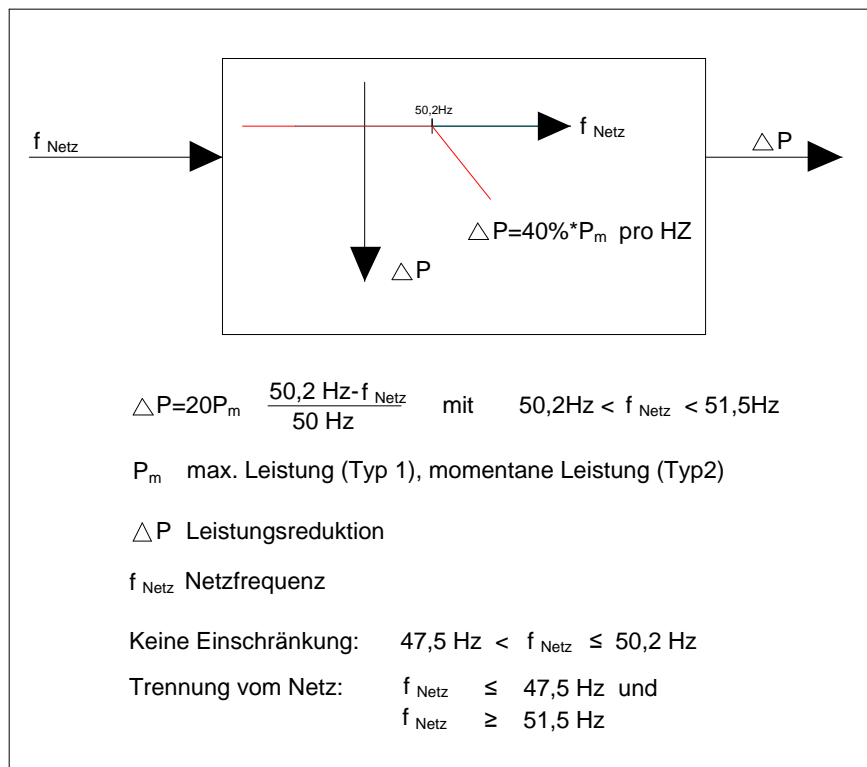 50,2Hz
f Netz
f Netz
△P
△P=40%*Pm pro HZ
△P
△P=20Pm 50,2 Hz-f Netz / 50 Hz mit 50,2Hz < f Netz < 51,5Hz
Pm max. Leistung (Typ 1), momentane Leistung (Typ2)
△P Leistungsreduktion
f Netz Netzfrequenz
Keine Einschränkung: 47,5 Hz < f Netz ≤ 50,2 Hz
Trennung vom Netz: f Netz ≤ 47,5 Hz und
f Netz ≥ 51,5 Hz